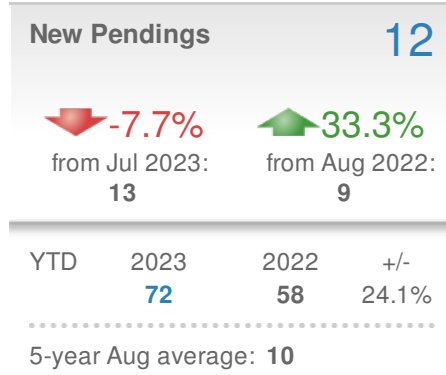 New Pendings 12
-7.7% 33.3%
from Jul 2023: from Aug 2022:
13 9
YTD 2023 2022 +/-
72 58 24.1%
5-year Aug average: 10